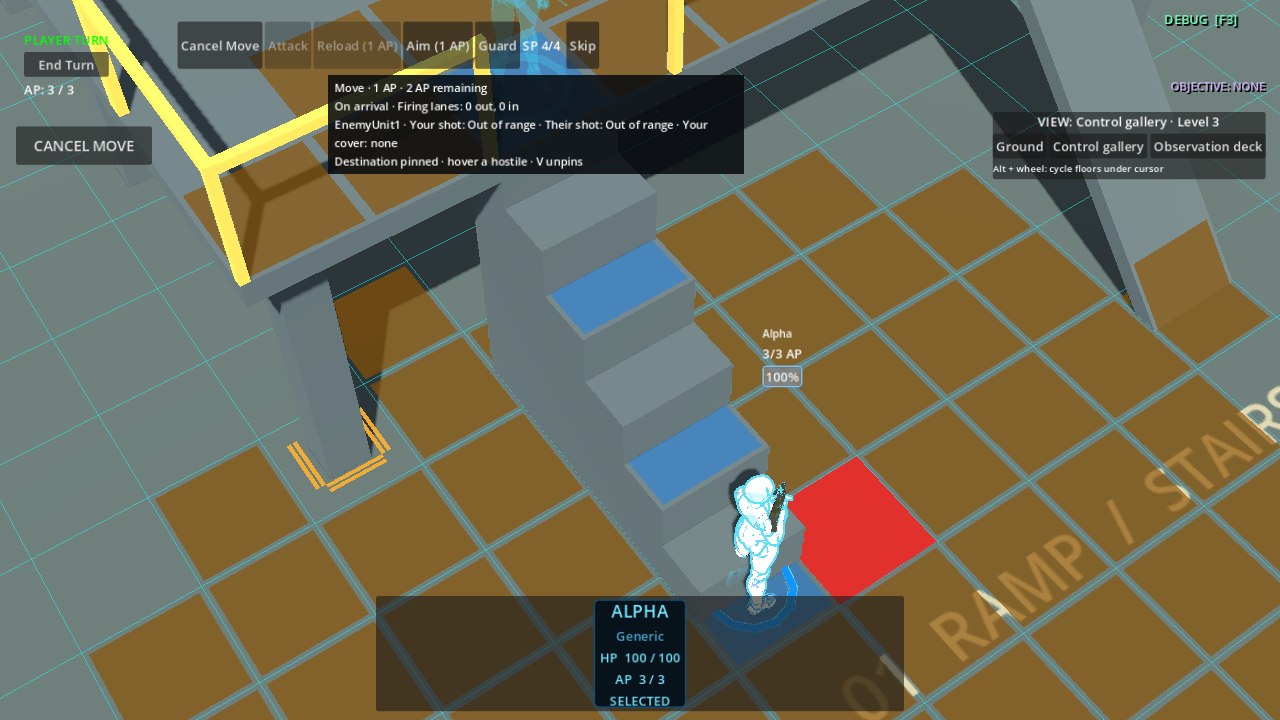 PLAYER TURN
End Turn
AP: 3 / 3
CANCEL MOVE
Cancel Move
Attack
Reload (1 AP)
Aim (1 AP)
Guard
SP 4/4
Skip
Move · 1 AP · 2 AP remaining
On arrival · Firing lanes: 0 out, 0 in
EnemyUnit1 · Your shot: Out of range · Their shot: Out of range · Your
cover: none
Destination pinned · hover a hostile · V unpins
DEBUG [F3]
OBJECTIVE: NONE
VIEW: Control gallery · Level 3
Ground
Control gallery
Observation deck
Alt + wheel: cycle floors under cursor
Alpha
3/3 AP
100%
01 RAMP / STAIRS
ALPHA
Generic
HP 100 / 100
AP 3 / 3
SELECTED